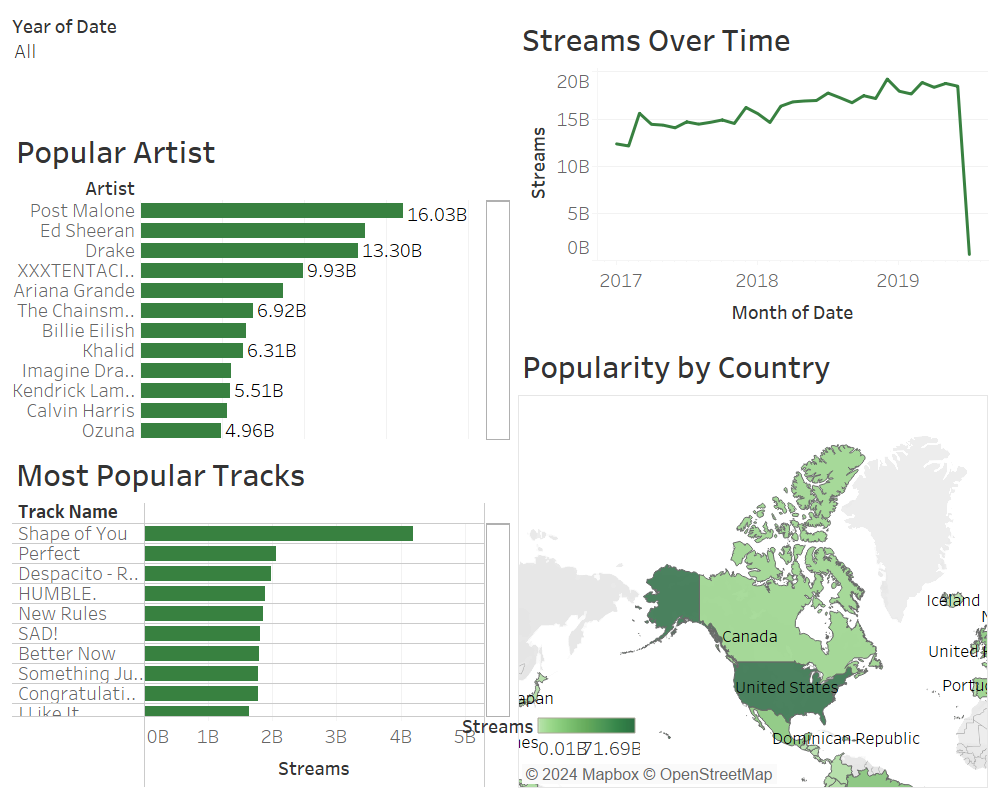 Year of Date
All
Popular Artist
Artist
Post Malone 16.03B
Ed Sheeran
Drake 13.30B
XXXTENTACI.. 9.93B
Ariana Grande
The Chainsm.. 6.92B
Billie Eilish
Khalid 6.31B
Imagine Dra..
Kendrick Lam.. 5.51B
Calvin Harris
Ozuna 4.96B
Most Popular Tracks
Track Name
Shape of You
Perfect
Despacito - R..
HUMBLE.
New Rules
SAD!
Better Now
Something Ju..
Congratulati..
I Like It
0B 1B 2B 3B 4B 5B
Streams
Streams Over Time
Streams
20B
15B
10B
5B
0B
2017 2018 2019
Month of Date
Popularity by Country
Iceland
Canada
United
United States
Portu
apan
Dominican Republic
Streams
0.01B 71.69B
© 2024 Mapbox © OpenStreetMap